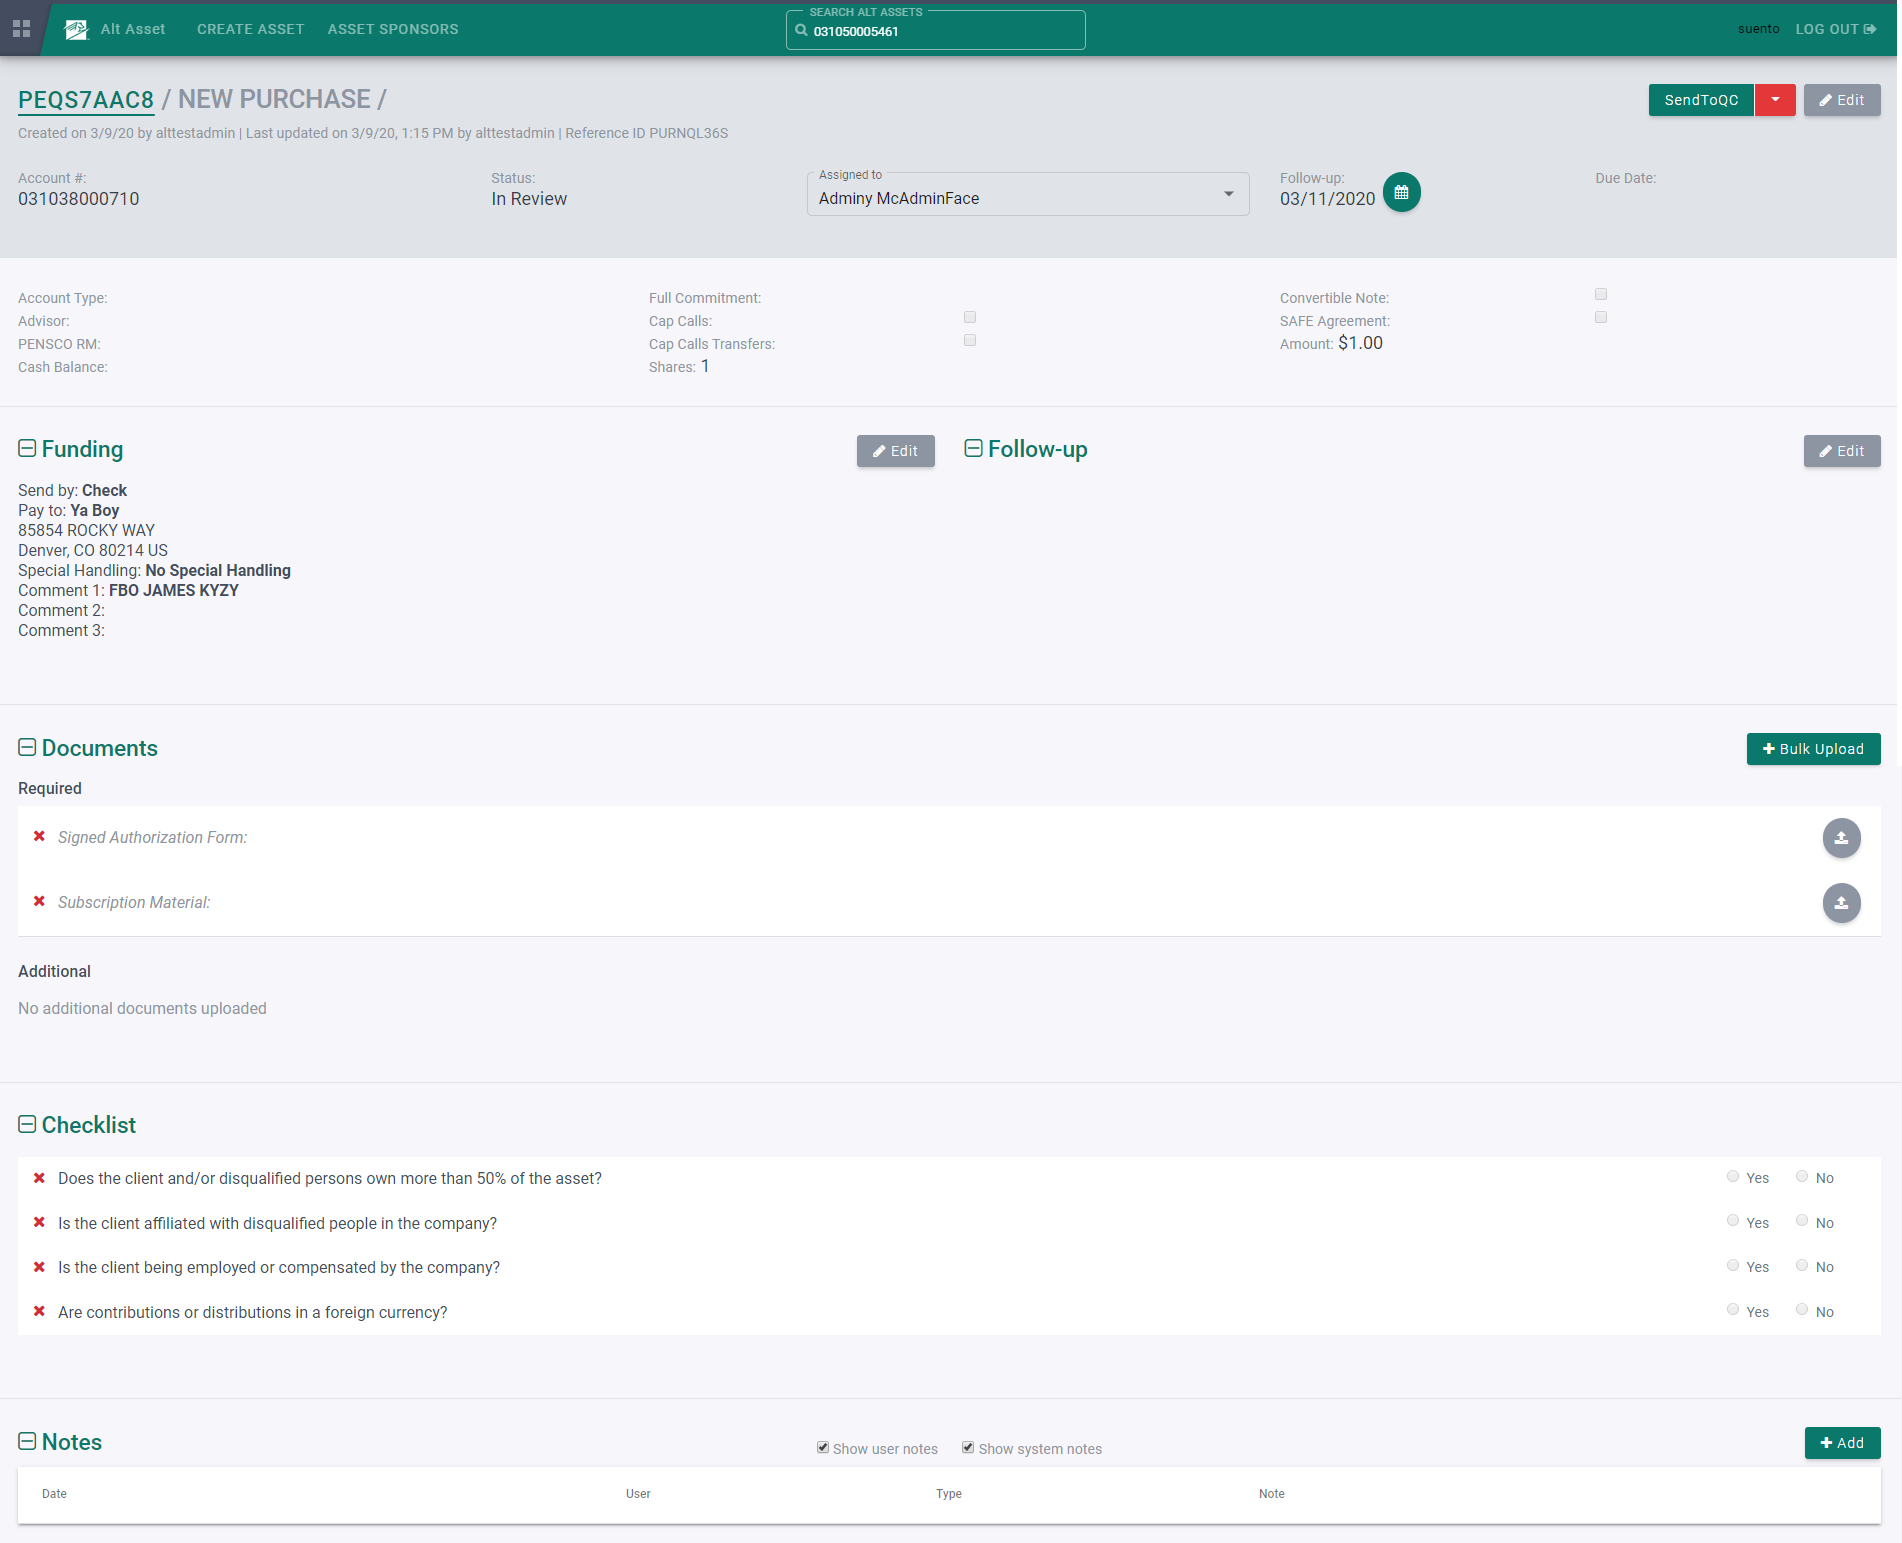 Alt Asset CREATE ASSET ASSET SPONSORS SEARCH ALT ASSETS 031050005461 suento LOG OUT
PEQS7AAC8 / NEW PURCHASE / SendToQC Edit
Created on 3/9/20 by alttestadmin | Last updated on 3/9/20, 1:15 PM by alttestadmin | Reference ID PURNQL36S
Account #: Status: Assigned to Follow-up: Due Date:
031038000710 In Review Adminy McAdminFace 03/11/2020
Account Type: Full Commitment: Convertible Note:
Advisor: Cap Calls: SAFE Agreement:
PENSCO RM: Cap Calls Transfers: Amount: $1.00
Cash Balance: Shares: 1
Funding Edit Follow-up Edit
Send by: Check
Pay to: Ya Boy
85854 ROCKY WAY
Denver, CO 80214 US
Special Handling: No Special Handling
Comment 1: FBO JAMES KYZY
Comment 2:
Comment 3:
Documents Bulk Upload
Required
Signed Authorization Form:
Subscription Material:
Additional
No additional documents uploaded
Checklist
Does the client and/or disqualified persons own more than 50% of the asset? Yes No
Is the client affiliated with disqualified people in the company? Yes No
Is the client being employed or compensated by the company? Yes No
Are contributions or distributions in a foreign currency? Yes No
Notes Show user notes Show system notes Add
Date User Type Note